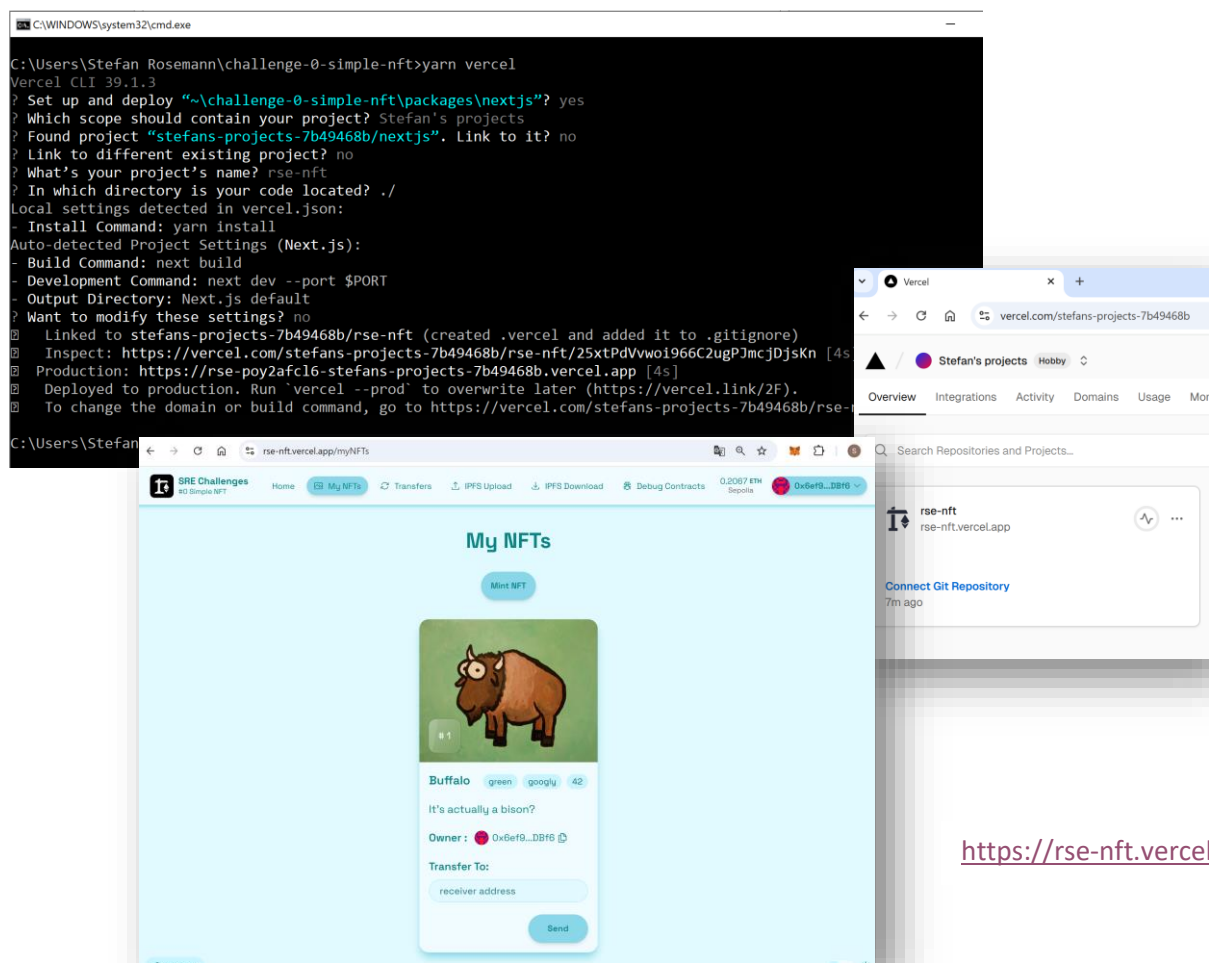 C:\WINDOWS\system32\cmd.exe
C:\Users\Stefan Rosemann\challenge-0-simple-nft>yarn vercel
Vercel CLI 39.1.3
? Set up and deploy “~\challenge-0-simple-nft\packages\nextjs”? yes
? Which scope should contain your project? Stefan's projects
? Found project “stefans-projects-7b49468b/nextjs”. Link to it? no
? Link to different existing project? no
? What’s your project’s name? rse-nft
? In which directory is your code located? ./
Local settings detected in vercel.json:
- Install Command: yarn install
Auto-detected Project Settings (Next.js):
- Build Command: next build
- Development Command: next dev --port $PORT
- Output Directory: Next.js default
? Want to modify these settings? no
Linked to stefans-projects-7b49468b/rse-nft (created .vercel and added it to .gitignore)
Inspect: https://vercel.com/stefans-projects-7b49468b/rse-nft/25xtPdVvwoi966C2ugPJmcjDjsKn [4s
Production: https://rse-poy2afcl6-stefans-projects-7b49468b.vercel.app [4s]
Deployed to production. Run `vercel --prod` to overwrite later (https://vercel.link/2F).
To change the domain or build command, go to https://vercel.com/stefans-projects-7b49468b/rse-
C:\Users\Stefan
Vercel
vercel.com/stefans-projects-7b49468b
Stefan's projects Hobby
Overview Integrations Activity Domains Usage Mor
Search Repositories and Projects...
rse-nft
rse-nft.vercel.app
Connect Git Repository
7m ago
rse-nft.vercel.app/myNFTs
S
SRE Challenges
#0 Simple NFT
Home My NFTs Transfers IPFS Upload IPFS Download Debug Contracts
0.2067 ETH
Sepolia
0x6ef9...DBf6
My NFTs
Mint NFT
# 1
Buffalo green googly 42
It's actually a bison?
Owner : 0x6ef9...DBf6
Transfer To:
receiver address
Send
https://rse-nft.vercel